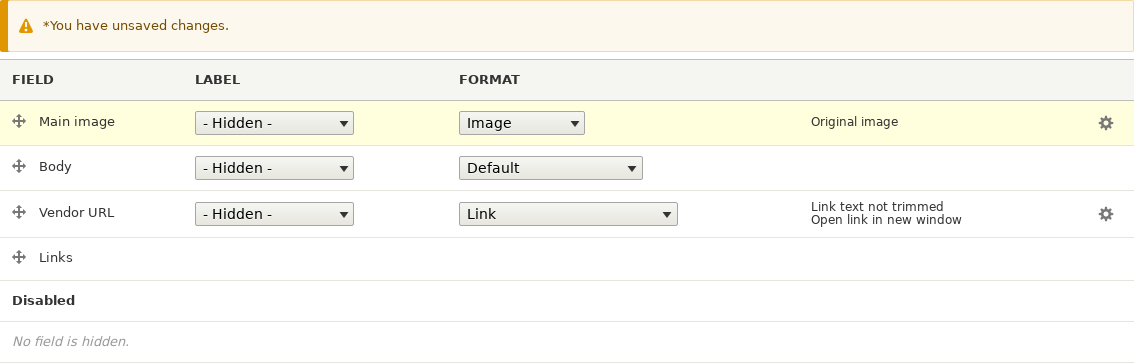 *You have unsaved changes.
FIELD LABEL FORMAT
Main image - Hidden - Image Original image
Body - Hidden - Default
Vendor URL - Hidden - Link Link text not trimmed
Open link in new window
Links
Disabled
No field is hidden.